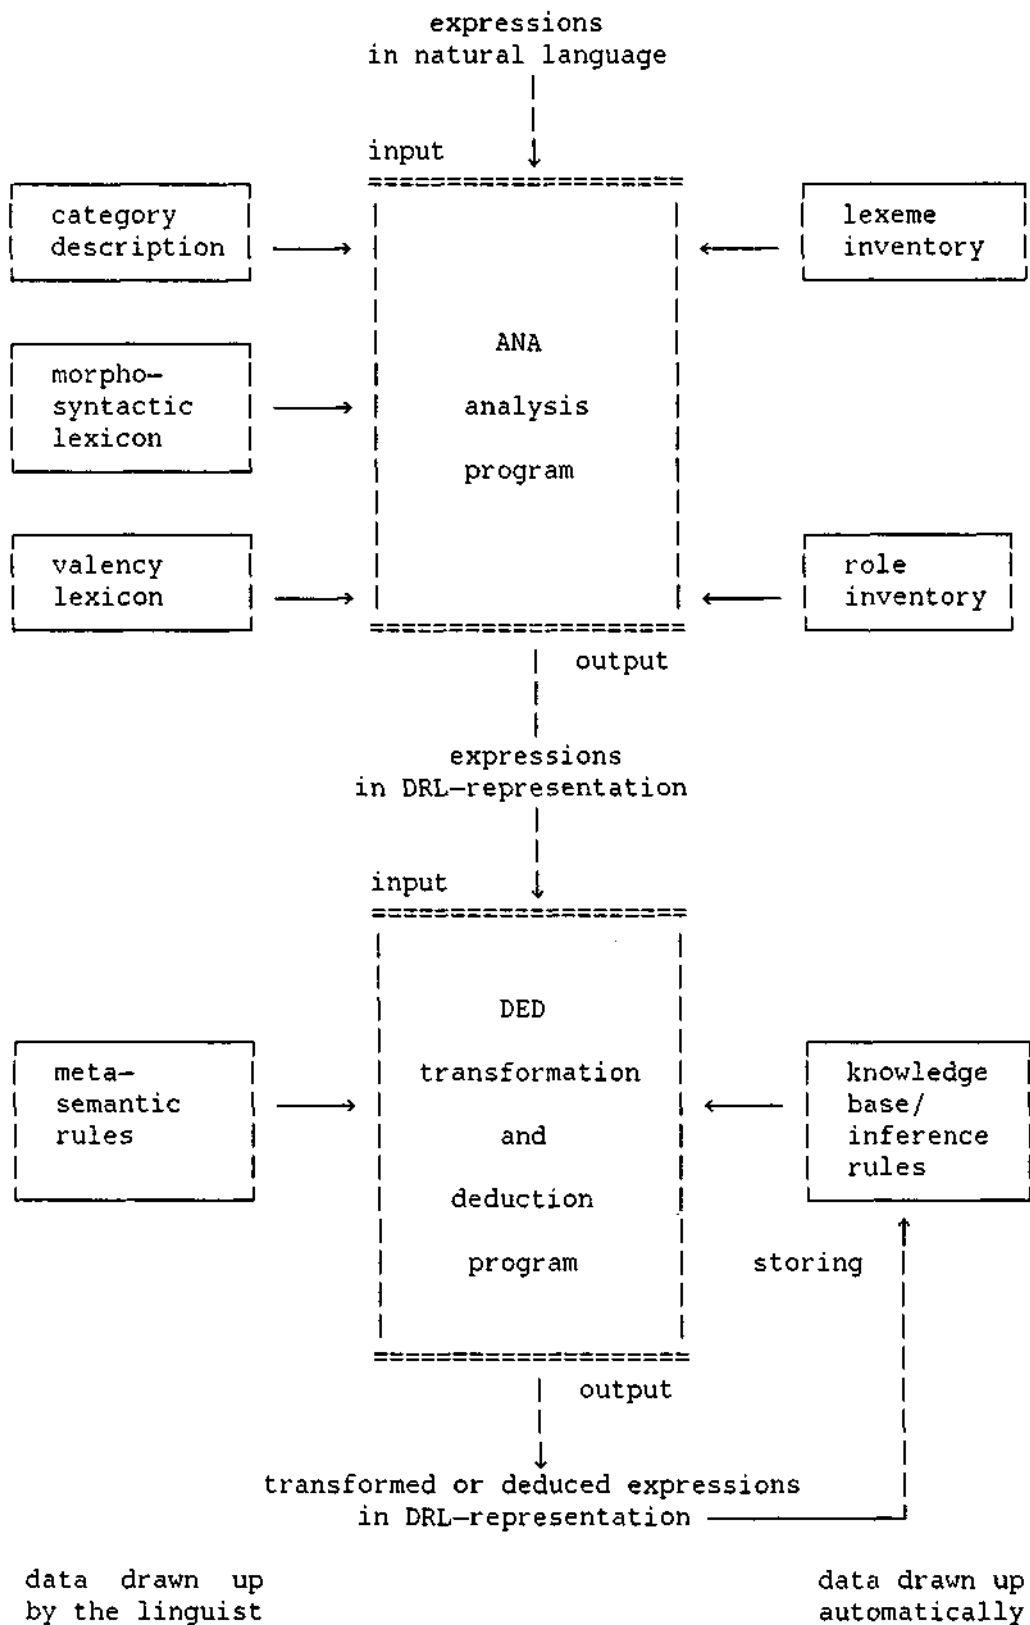 expressions
in natural language
input
category
description
lexeme
inventory
ANA
morpho-
syntactic
lexicon
analysis
program
valency
lexicon
role
inventory
output
expressions
in DRL-representation
input
DED
meta-
semantic
rules
transformation
and
deduction
program
knowledge
base/
inference
rules
storing
output
transformed or deduced expressions
in DRL-representation
data drawn up
by the linguist
data drawn up
automatically